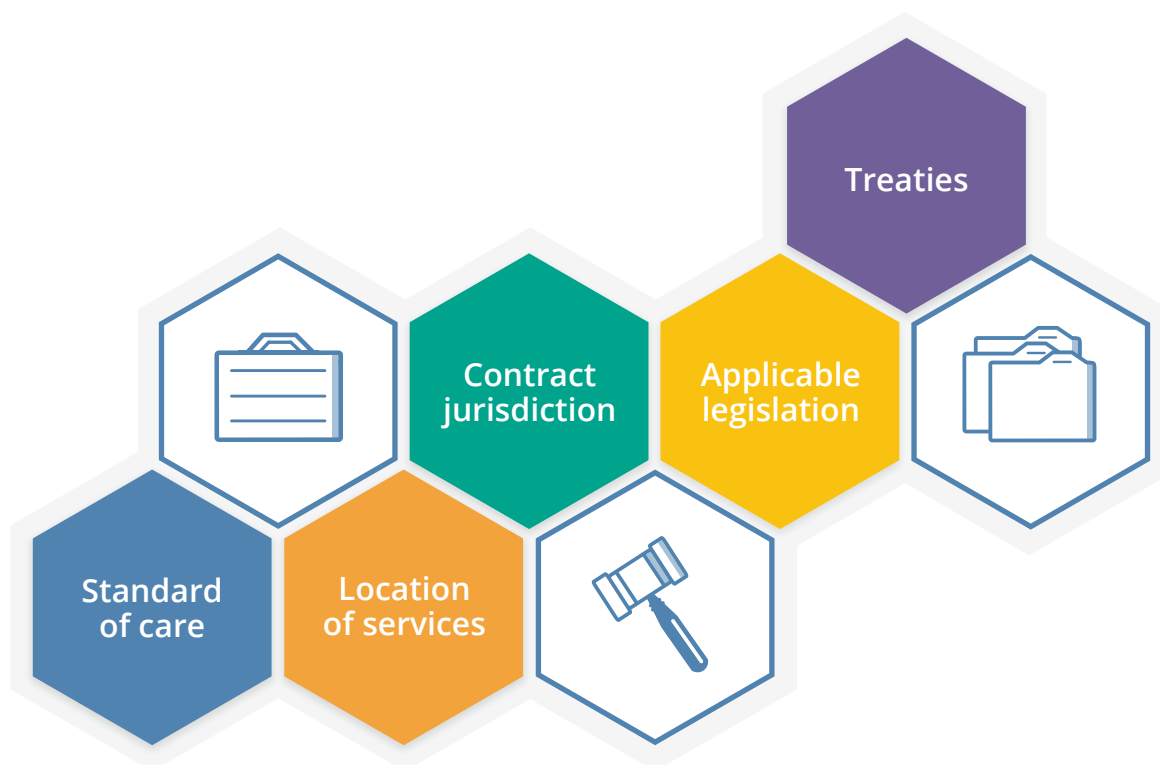 Treaties
Contract
jurisdiction
Applicable
legislation
Standard
of care
Location
of services